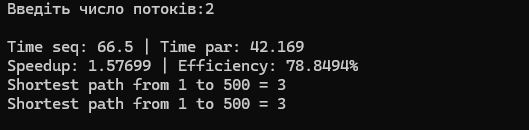 Введіть число потоків:2
Time seq: 66.5 | Time par: 42.169
Speedup: 1.57699 | Efficiency: 78.8494%
Shortest path from 1 to 500 = 3
Shortest path from 1 to 500 = 3